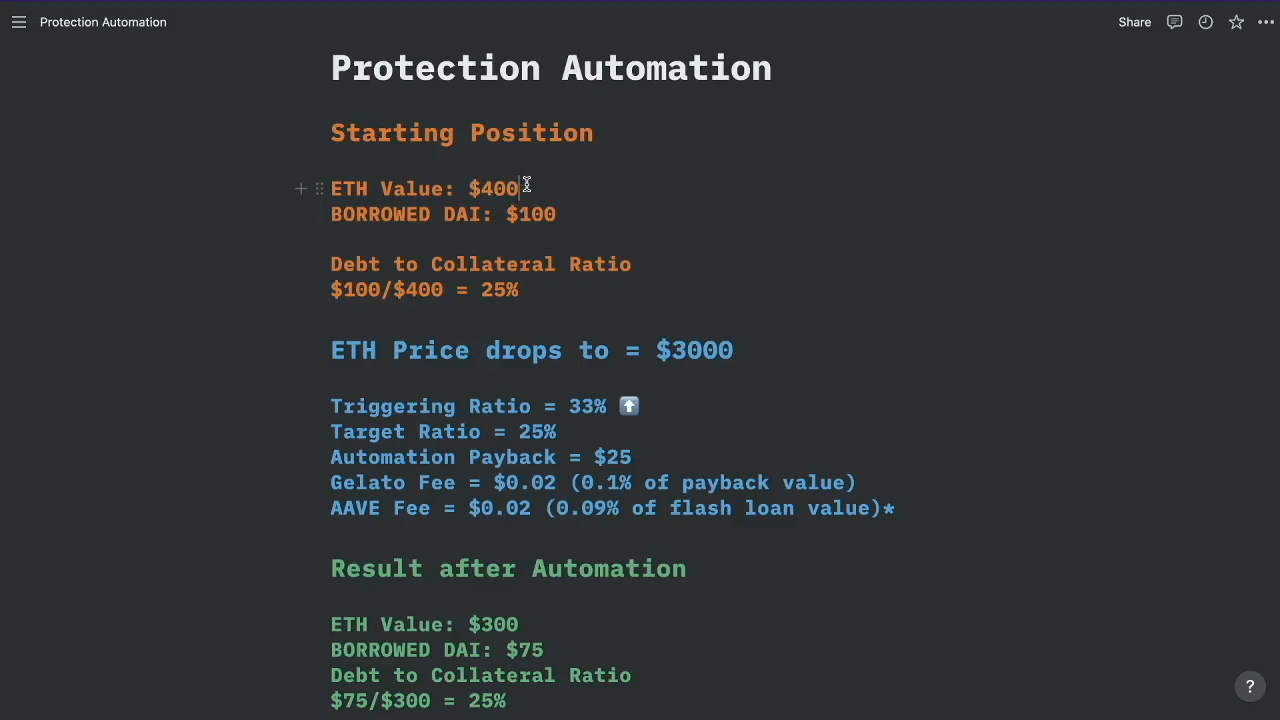 Protection Automation
Share
Protection Automation
Starting Position
ETH Value: $400
BORROWED DAI: $100
Debt to Collateral Ratio
$100/$400 = 25%
ETH Price drops to = $3000
Triggering Ratio = 33% ⬆️
Target Ratio = 25%
Automation Payback = $25
Gelato Fee = $0.02 (0.1% of payback value)
AAVE Fee = $0.02 (0.09% of flash loan value)*
Result after Automation
ETH Value: $300
BORROWED DAI: $75
Debt to Collateral Ratio
$75/$300 = 25%
?